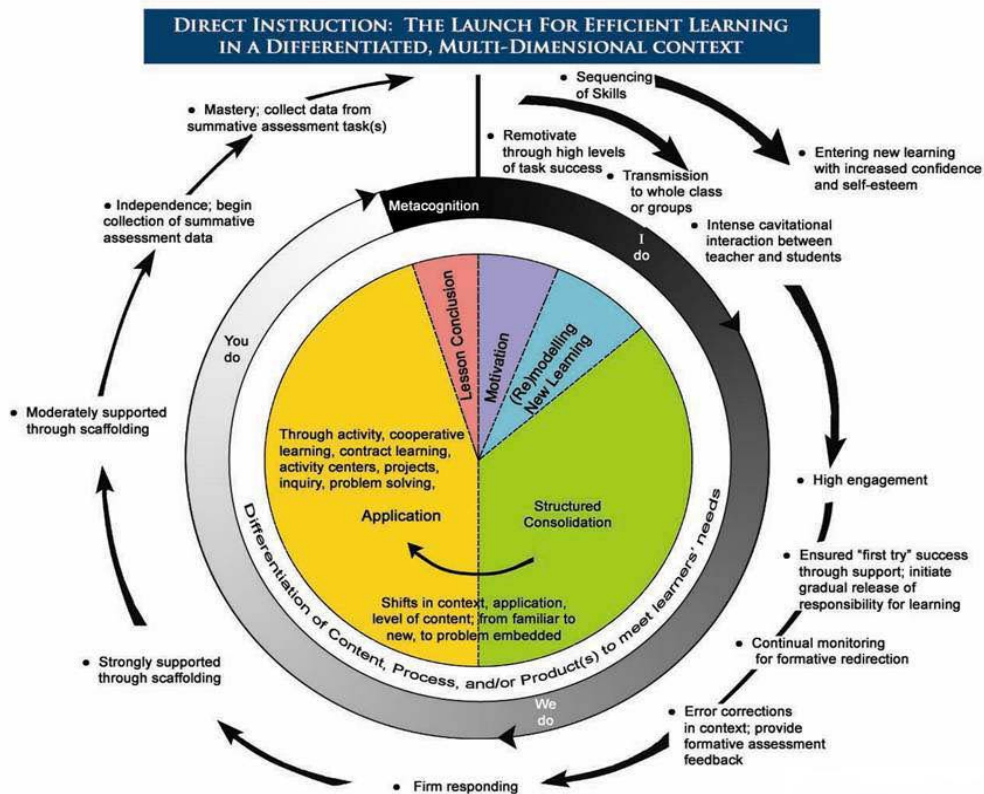 DIRECT INSTRUCTION: THE LAUNCH FOR EFFICIENT LEARNING
IN A DIFFERENTIATED, MULTI-DIMENSIONAL CONTEXT
• Sequencing
of Skills
• Mastery; collect data from
summative assessment task(s)
• Remotivate
through high levels
of task success
• Entering new learning
with increased confidence
and self-esteem
• Transmission
to whole class
or groups
• Independence; begin
collection of summative
assessment data
Metacognition
• Intense cavitational
interaction between
teacher and students
I
do
You
do
Lesson Conclusion
Motivation
(Re)modelling
New Learning
• Moderately supported
through scaffolding
Through activity, cooperative
learning, contract learning,
activity centers, projects,
inquiry, problem solving,
Application
Structured
Consolidation
• High engagement
• Ensured "first try" success
through support; initiate
gradual release of
responsibility for learning
Shifts in context, application,
level of content; from familiar to
new, to problem embedded
Differentiation of Content, Process, and/or Product(s) to meet learners' needs
• Continual monitoring
for formative redirection
• Strongly supported
through scaffolding
We
do
• Error corrections
in context; provide
formative assessment
feedback
• Firm responding